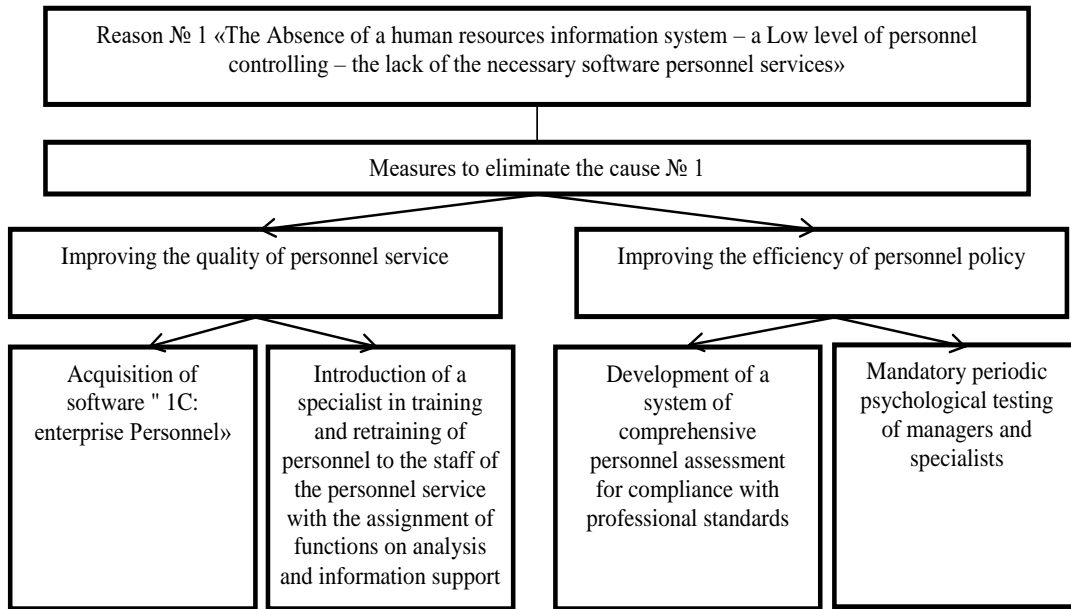 Reason № 1 «The Absence of a human resources information system – a Low level of personnel
controlling – the lack of the necessary software personnel services»
Measures to eliminate the cause № 1
Improving the quality of personnel service
Improving the efficiency of personnel policy
Acquisition of
software " 1C:
enterprise Personnel»
Introduction of a
specialist in training
and retraining of
personnel to the staff of
the personnel service
with the assignment of
functions on analysis
and information support
Development of a
system of
comprehensive
personnel assessment
for compliance with
professional standards
Mandatory periodic
psychological testing
of managers and
specialists